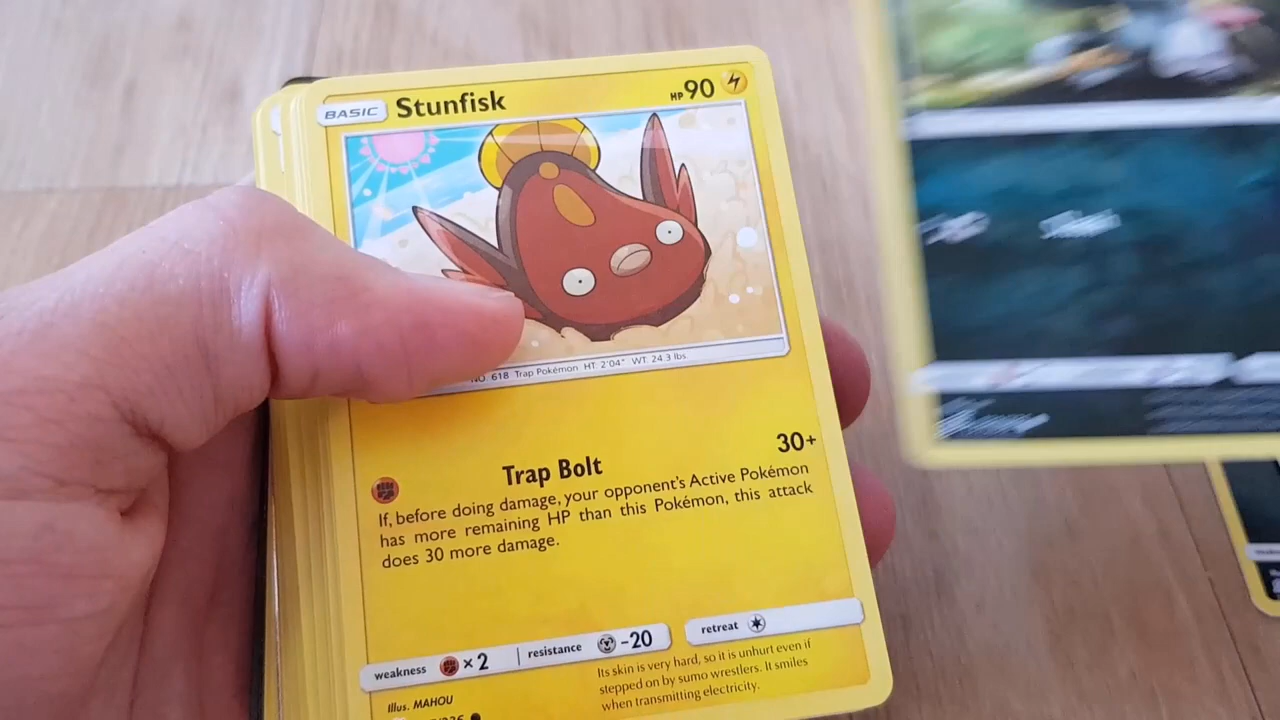 BASIC Stunfisk HP 90
NO. 618 Trap Pokémon HT: 2'04" WT: 24.3 lbs
Trap Bolt 30+
If, before doing damage, your opponent's Active Pokémon
has more remaining HP than this Pokémon, this attack
does 30 more damage.
weakness ×2 resistance -20 retreat
Its skin is very hard, so it is unhurt even if
stepped on by sumo wrestlers. It smiles
when transmitting electricity.
Illus. MAHOU